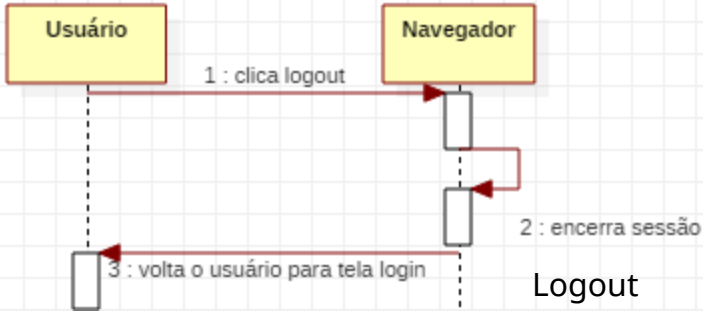 Usuário
Navegador
1 : clica logout
2 : encerra sessão
3 : volta o usuário para tela login
Logout